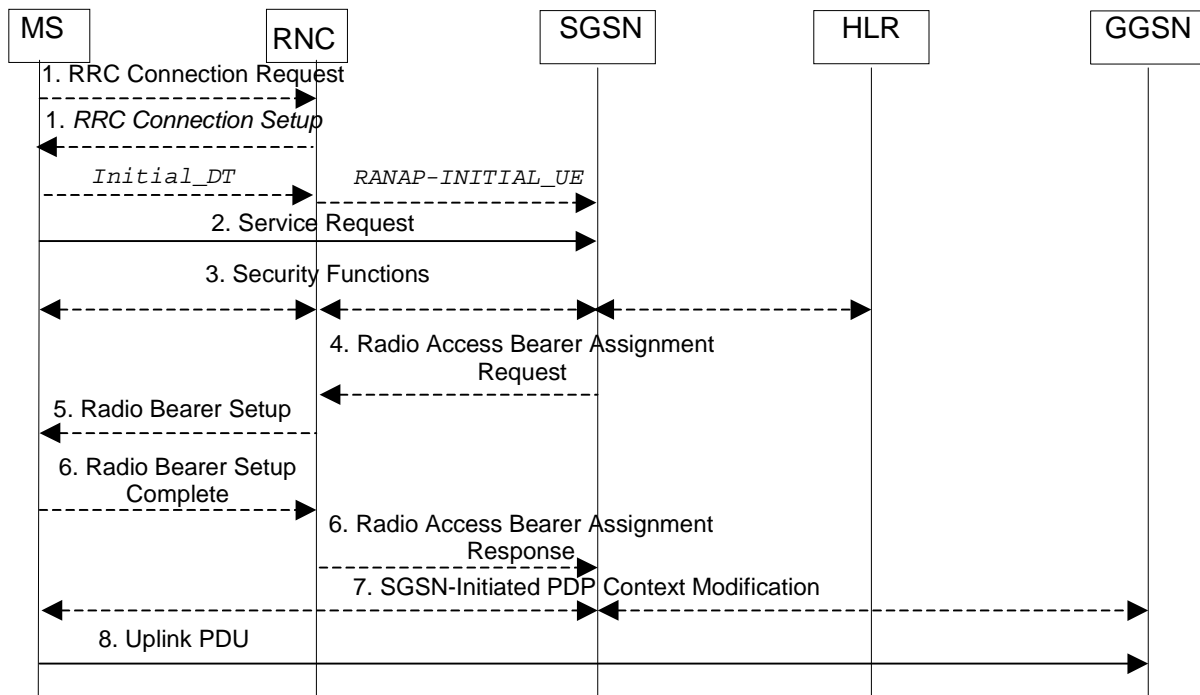 MS
RNC
SGSN
HLR
GGSN
1. RRC Connection Request
1. RRC Connection Setup
Initial_DT
RANAP-INITIAL_UE
2. Service Request
3. Security Functions
4. Radio Access Bearer Assignment
Request
5. Radio Bearer Setup
6. Radio Bearer Setup
Complete
6. Radio Access Bearer Assignment
Response
7. SGSN-Initiated PDP Context Modification
8. Uplink PDU